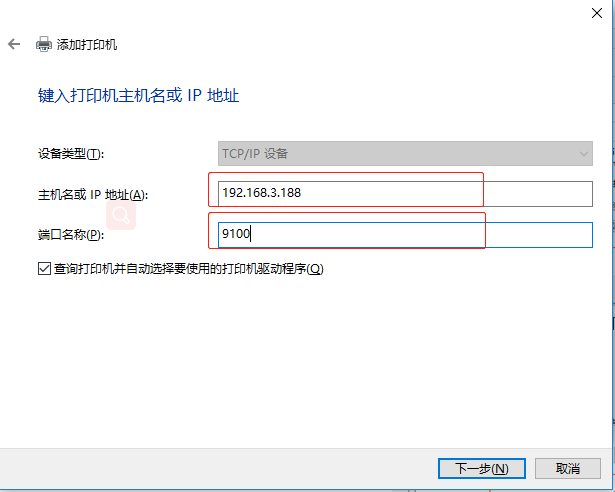 添加打印机
键入打印机主机名或 IP 地址
设备类型(T):
TCP/IP 设备
主机名或 IP 地址(A):
192.168.3.188
端口名称(P):
9100
查询打印机并自动选择要使用的打印机驱动程序(Q)
下一步(N)
取消